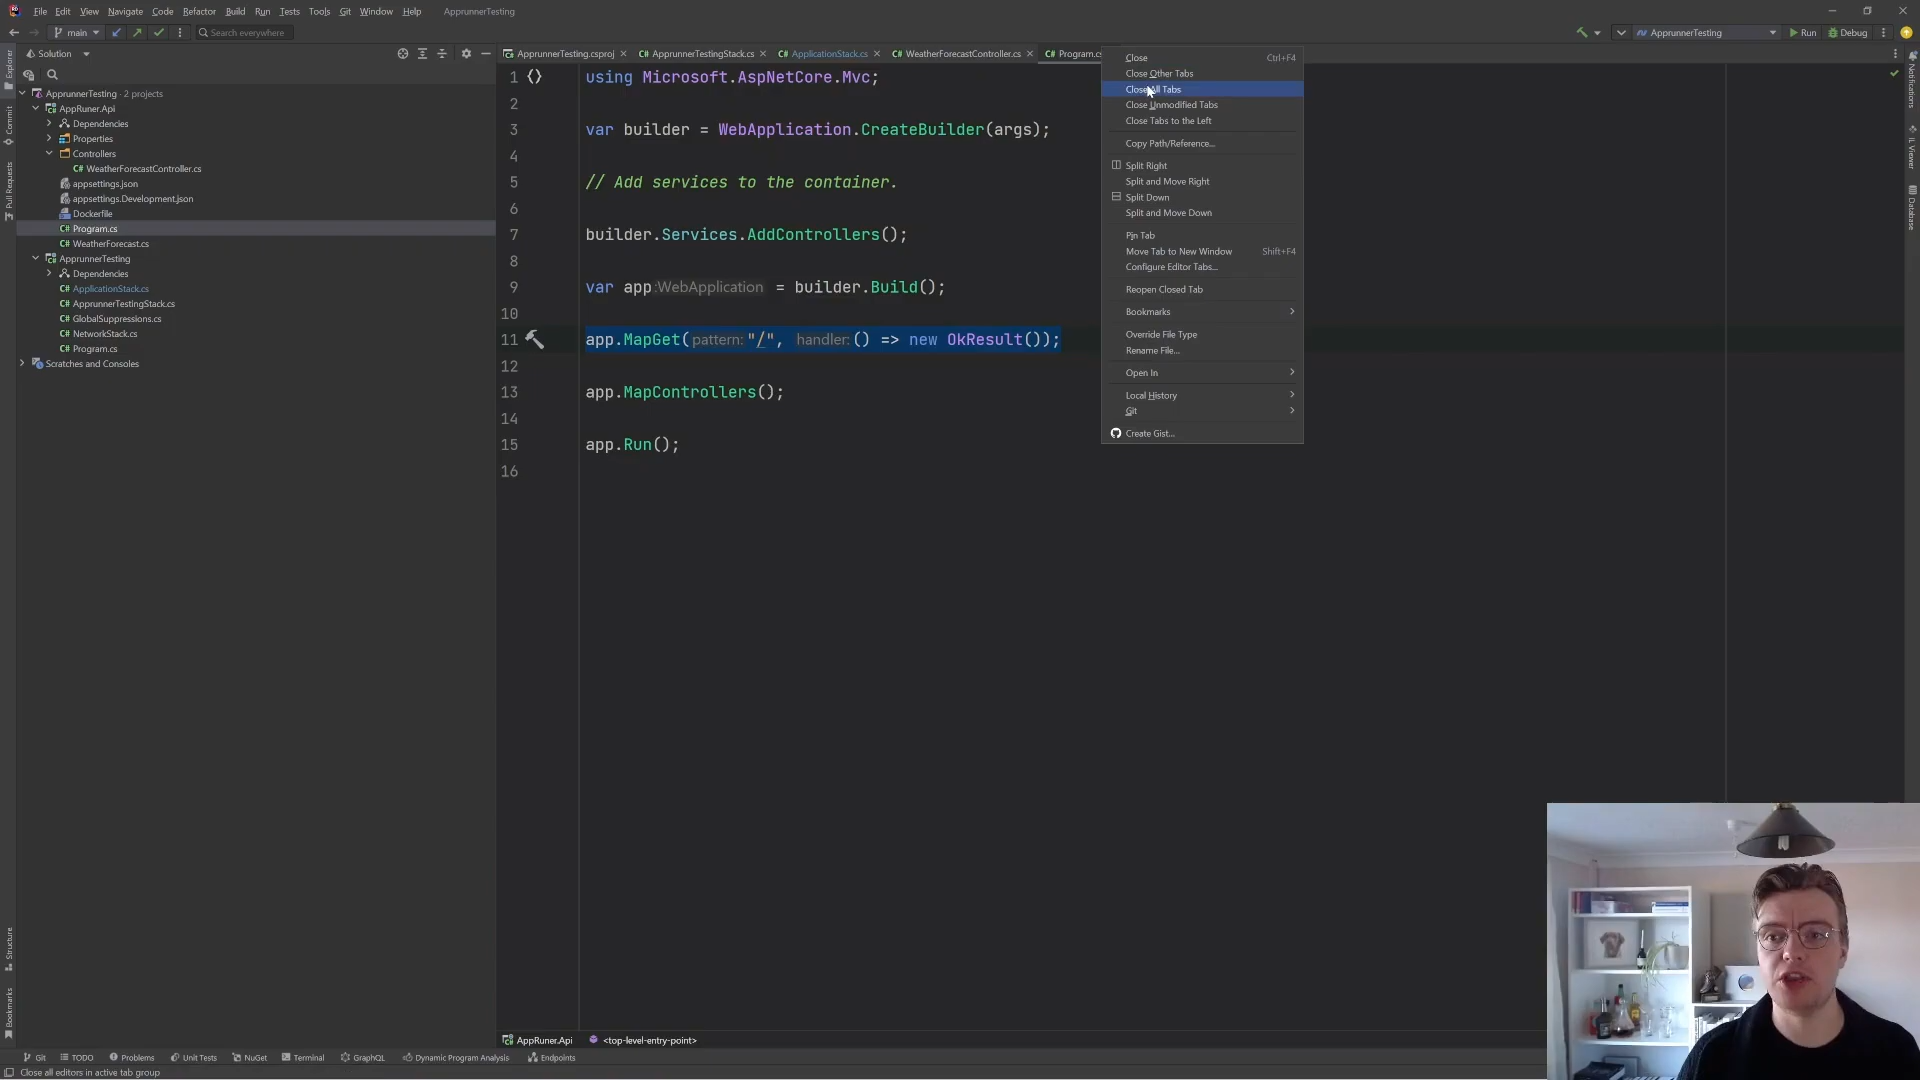 File Edit View Navigate Code Refactor Build Run Tests Tools Git Window Help ApprunnerTesting
main Search everywhere ApprunnerTesting Run Debug
Solution
ApprunnerTesting.csproj ApprunnerTestingStack.cs ApplicationStack.cs WeatherForecastController.cs Program.cs
ApprunnerTesting · 2 projects
AppRuner.Api
Dependencies
Properties
Controllers
WeatherForecastController.cs
appsettings.json
appsettings.Development.json
Dockerfile
Program.cs
WeatherForecast.cs
ApprunnerTesting
Dependencies
ApplicationStack.cs
ApprunnerTestingStack.cs
GlobalSuppressions.cs
NetworkStack.cs
Program.cs
Scratches and Consoles
1 using Microsoft.AspNetCore.Mvc;
2
3 var builder = WebApplication.CreateBuilder(args);
4
5 // Add services to the container.
6
7 builder.Services.AddControllers();
8
9 var app:WebApplication = builder.Build();
10
11 app.MapGet(pattern:"/", handler:() => new OkResult());
12
13 app.MapControllers();
14
15 app.Run();
16
Close Ctrl+F4
Close Other Tabs
Close All Tabs
Close Unmodified Tabs
Close Tabs to the Left
Copy Path/Reference...
Split Right
Split and Move Right
Split Down
Split and Move Down
Pin Tab
Move Tab to New Window Shift+F4
Configure Editor Tabs...
Reopen Closed Tab
Bookmarks
Override File Type
Rename File...
Open In
Local History
Git
Create Gist...
Explorer
Commit
Pull Requests
Structure
Bookmarks
Notifications
IL Viewer
Database
AppRuner.Api <top-level-entry-point>
Git TODO Problems Unit Tests NuGet Terminal GraphQL Dynamic Program Analysis Endpoints
Close all editors in active tab group